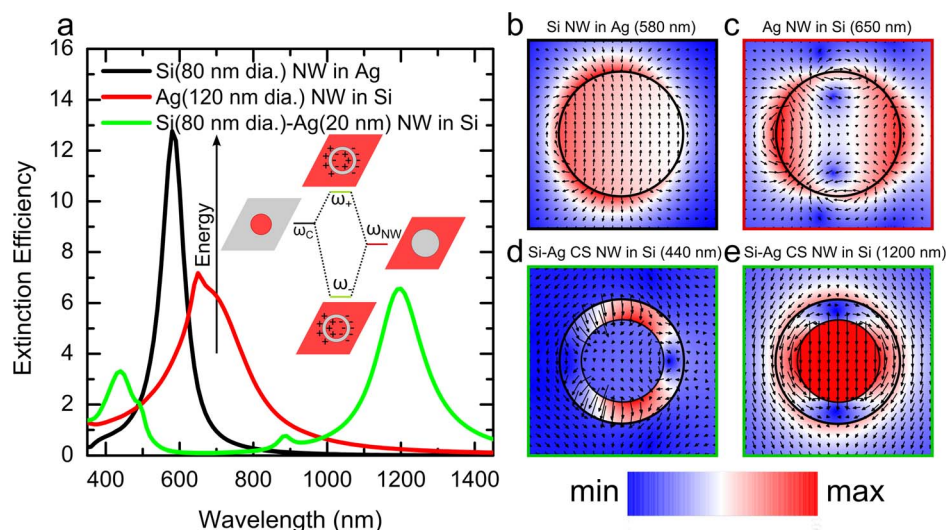 a
Extinction Efficiency
16
14
12
10
8
6
4
2
0
Si(80 nm dia.) NW in Ag
Ag(120 nm dia.) NW in Si
Si(80 nm dia.)-Ag(20 nm) NW in Si
Energy
ω+
ωC
ωNW
ω-
400 600 800 1000 1200 1400
Wavelength (nm)
b
Si NW in Ag (580 nm)
c
Ag NW in Si (650 nm)
d
Si-Ag CS NW in Si (440 nm)
e
Si-Ag CS NW in Si (1200 nm)
min
max